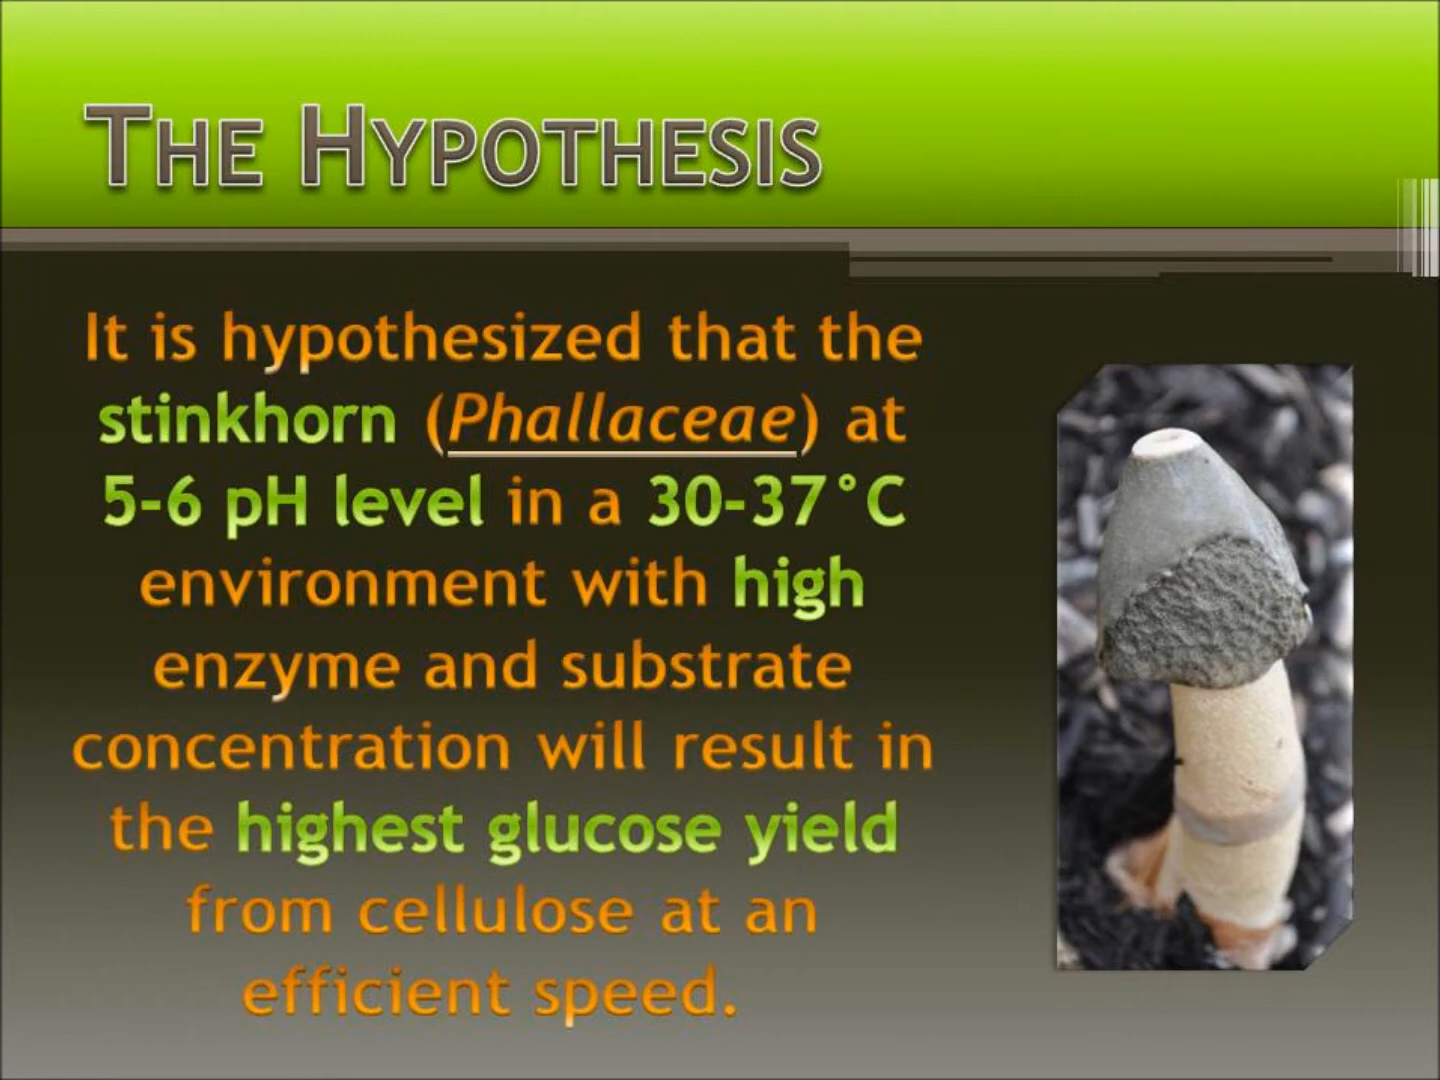 THE HYPOTHESIS
It is hypothesized that the
stinkhorn (Phallaceae) at
5-6 pH level in a 30-37°C
environment with high
enzyme and substrate
concentration will result in
the highest glucose yield
from cellulose at an
efficient speed.